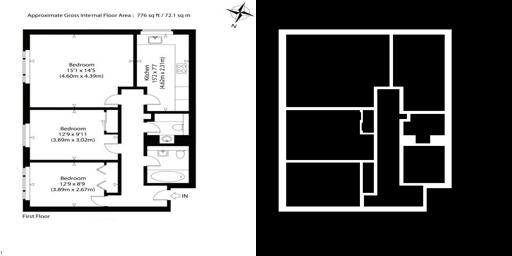 Approximate Gross Internal Floor Area : 776 sq ft / 72.1 sq m
N
Bedroom
15'1 x 14'5
(4.60m x 4.39m)
Kitchen
15'2 x 7'7
(4.62m x 2.31m)
Bedroom
12'9 x 9'11
(3.89m x 3.02m)
Bedroom
12'9 x 8'9
(3.89m x 2.67m)
IN
First Floor